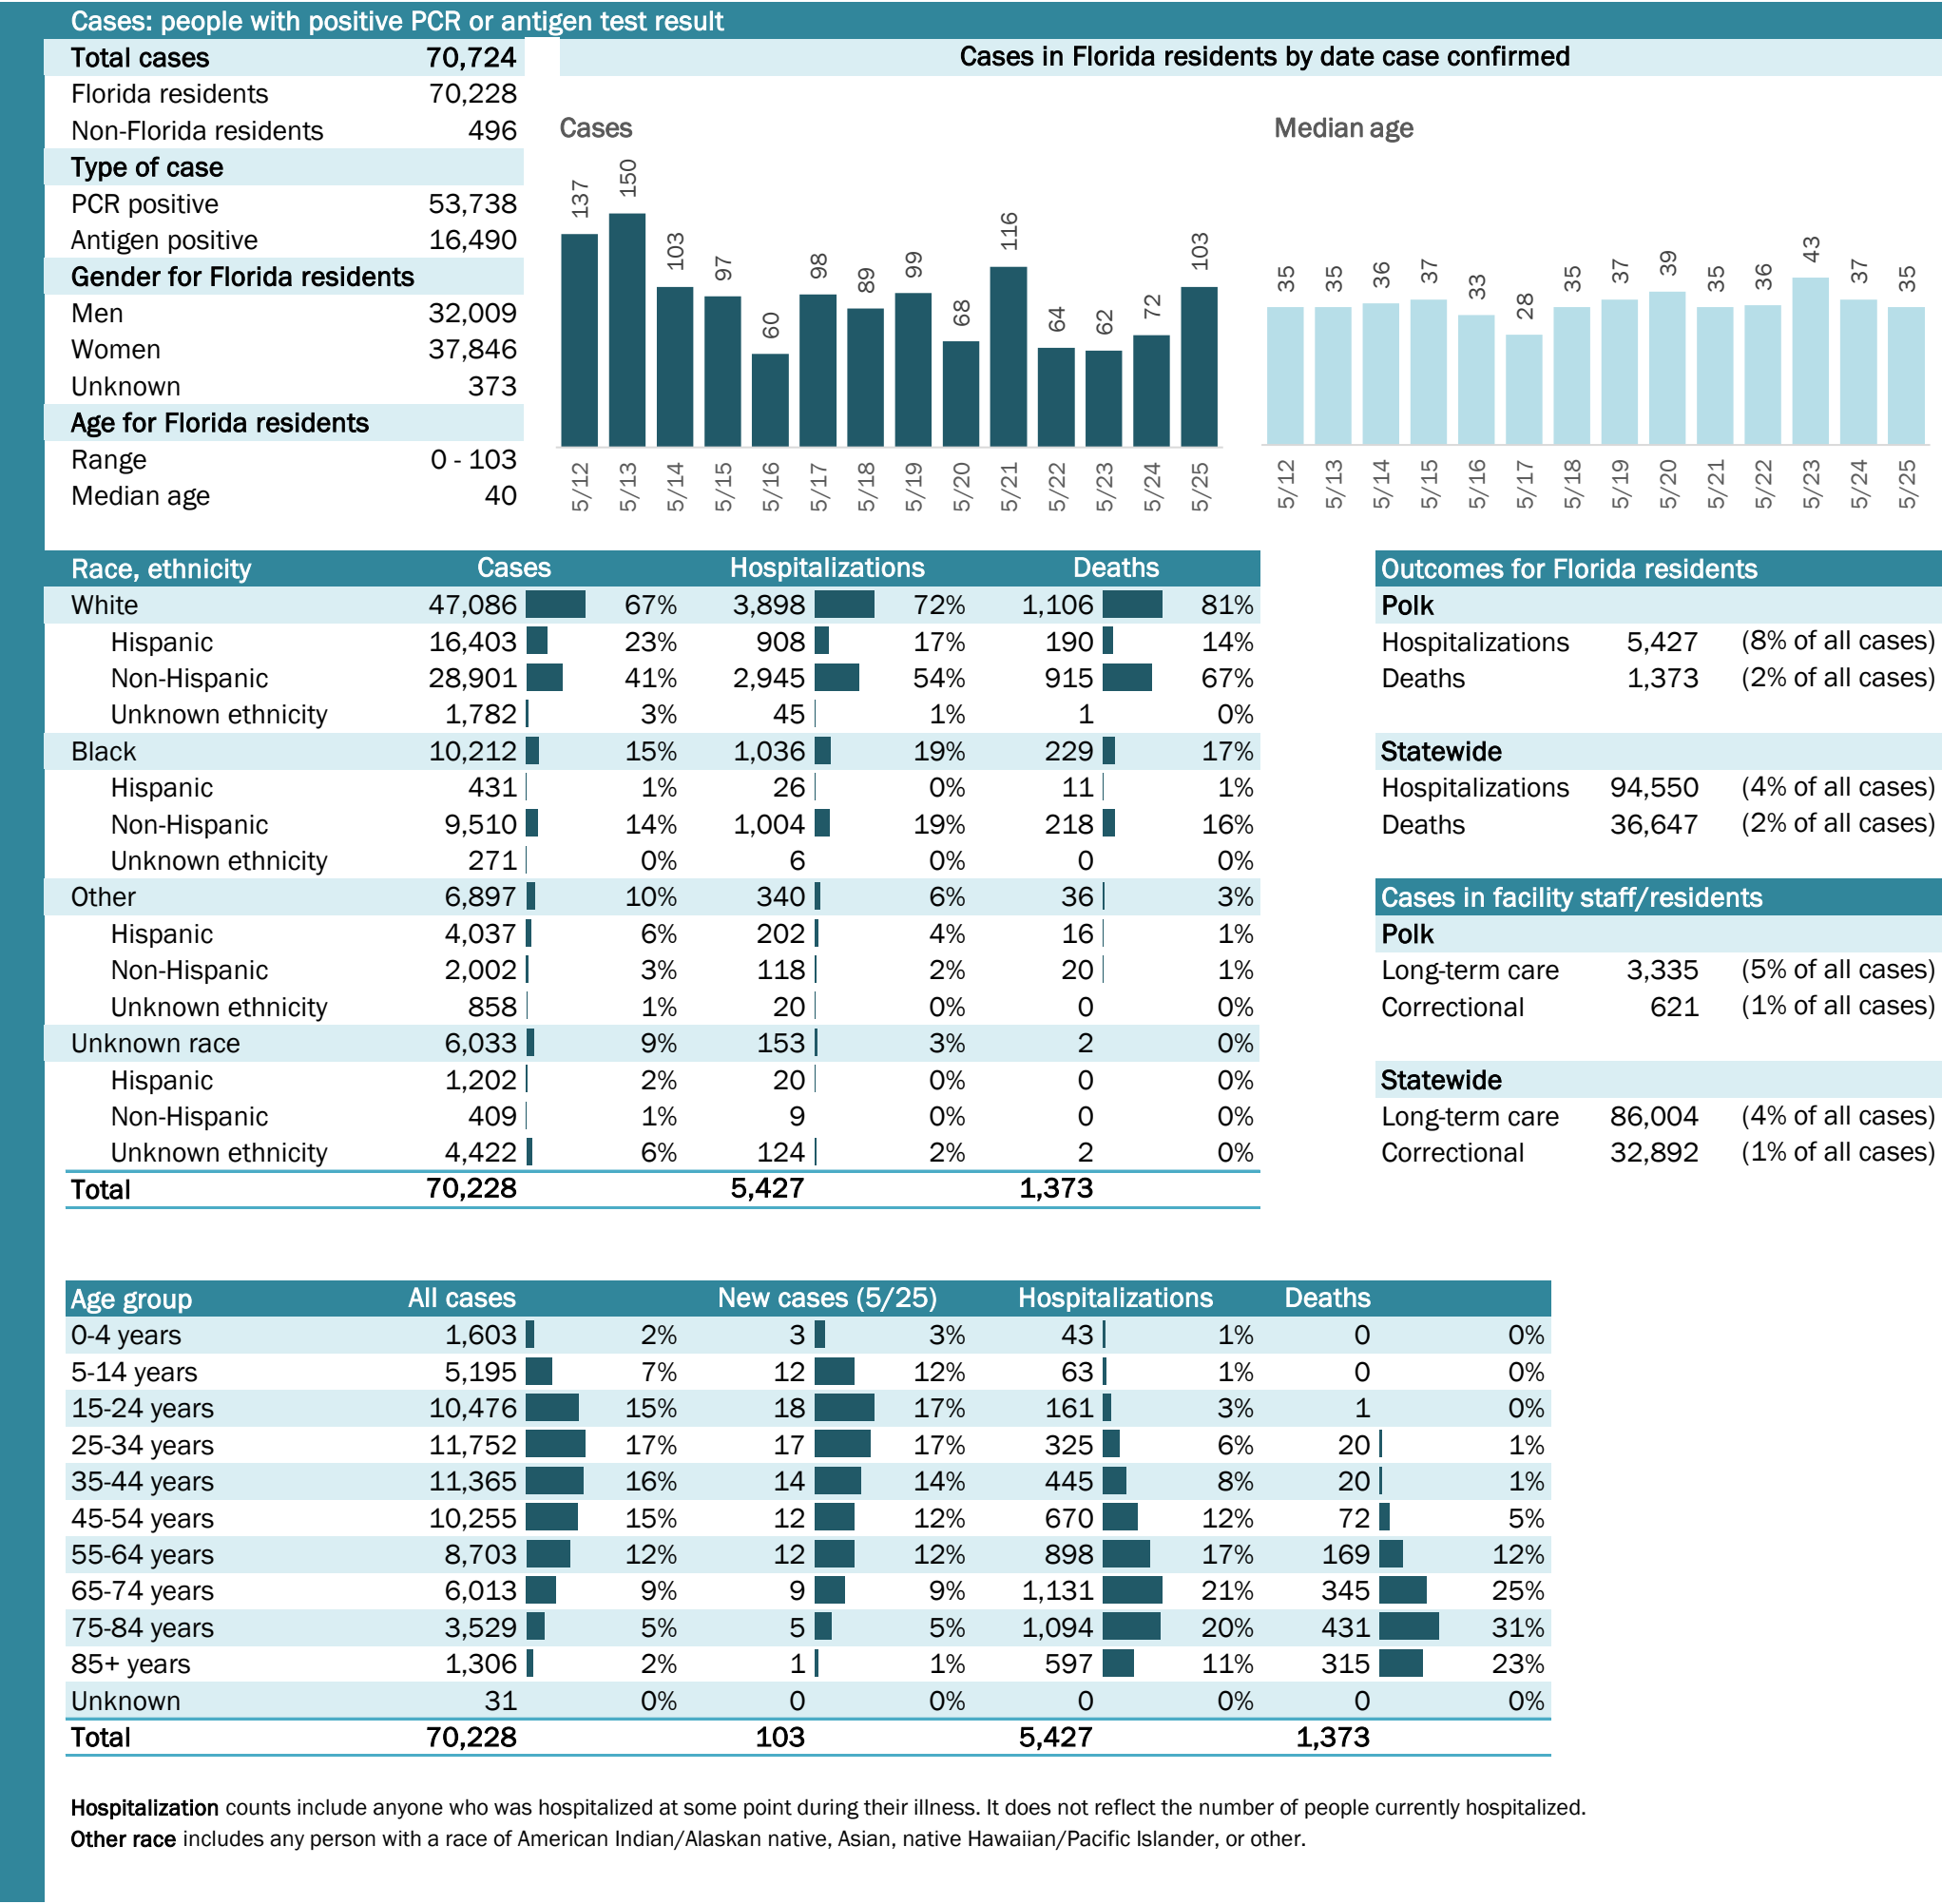 Cases: people with positive PCR or antigen test result
Total cases 70,724
Florida residents 70,228
Non-Florida residents 496
Type of case
PCR positive 53,738
Antigen positive 16,490
Gender for Florida residents
Men 32,009
Women 37,846
Unknown 373
Age for Florida residents
Range 0 - 103
Median age 40
Cases in Florida residents by date case confirmed
Cases
137 150 103 97 60 98 89 99 68 116 64 62 72 103
5/12 5/13 5/14 5/15 5/16 5/17 5/18 5/19 5/20 5/21 5/22 5/23 5/24 5/25
Median age
35 35 36 37 33 28 35 37 39 35 36 43 37 35
5/12 5/13 5/14 5/15 5/16 5/17 5/18 5/19 5/20 5/21 5/22 5/23 5/24 5/25
Race, ethnicity Cases Hospitalizations Deaths
White 47,086 67% 3,898 72% 1,106 81%
Hispanic 16,403 23% 908 17% 190 14%
Non-Hispanic 28,901 41% 2,945 54% 915 67%
Unknown ethnicity 1,782 3% 45 1% 1 0%
Black 10,212 15% 1,036 19% 229 17%
Hispanic 431 1% 26 0% 11 1%
Non-Hispanic 9,510 14% 1,004 19% 218 16%
Unknown ethnicity 271 0% 6 0% 0 0%
Other 6,897 10% 340 6% 36 3%
Hispanic 4,037 6% 202 4% 16 1%
Non-Hispanic 2,002 3% 118 2% 20 1%
Unknown ethnicity 858 1% 20 0% 0 0%
Unknown race 6,033 9% 153 3% 2 0%
Hispanic 1,202 2% 20 0% 0 0%
Non-Hispanic 409 1% 9 0% 0 0%
Unknown ethnicity 4,422 6% 124 2% 2 0%
Total 70,228 5,427 1,373
Outcomes for Florida residents
Polk
Hospitalizations 5,427 (8% of all cases)
Deaths 1,373 (2% of all cases)
Statewide
Hospitalizations 94,550 (4% of all cases)
Deaths 36,647 (2% of all cases)
Cases in facility staff/residents
Polk
Long-term care 3,335 (5% of all cases)
Correctional 621 (1% of all cases)
Statewide
Long-term care 86,004 (4% of all cases)
Correctional 32,892 (1% of all cases)
Age group All cases New cases (5/25) Hospitalizations Deaths
0-4 years 1,603 2% 3 3% 43 1% 0 0%
5-14 years 5,195 7% 12 12% 63 1% 0 0%
15-24 years 10,476 15% 18 17% 161 3% 1 0%
25-34 years 11,752 17% 17 17% 325 6% 20 1%
35-44 years 11,365 16% 14 14% 445 8% 20 1%
45-54 years 10,255 15% 12 12% 670 12% 72 5%
55-64 years 8,703 12% 12 12% 898 17% 169 12%
65-74 years 6,013 9% 9 9% 1,131 21% 345 25%
75-84 years 3,529 5% 5 5% 1,094 20% 431 31%
85+ years 1,306 2% 1 1% 597 11% 315 23%
Unknown 31 0% 0 0% 0 0% 0 0%
Total 70,228 103 5,427 1,373
Hospitalization counts include anyone who was hospitalized at some point during their illness. It does not reflect the number of people currently hospitalized.
Other race includes any person with a race of American Indian/Alaskan native, Asian, native Hawaiian/Pacific Islander, or other.